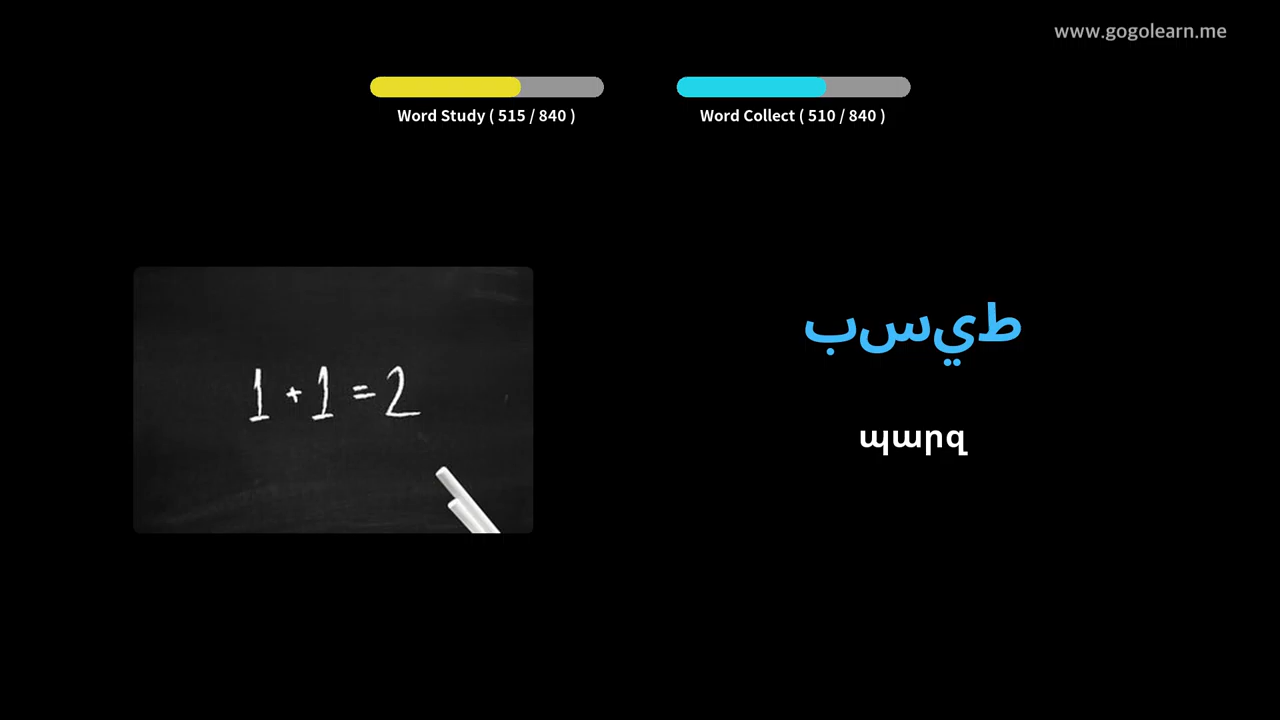 www.gogolearn.me
Word Study ( 515 / 840 )
Word Collect ( 510 / 840 )
1 + 1 = 2
بسيط
պարզ